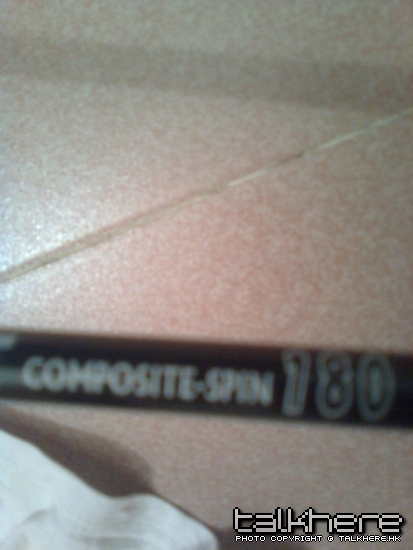 COMPOSITE-SPIN 180
talkhere
PHOTO COPYRIGHT @ TALKHERE.HK